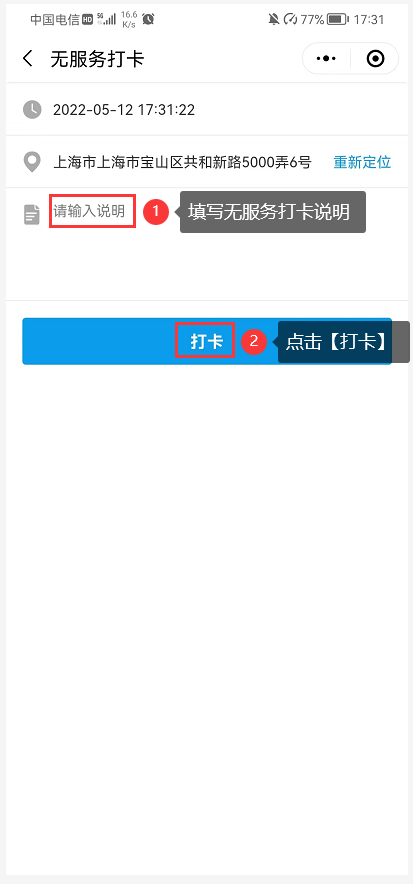 中国电信 HD 5G 16.6 K/s 77% 17:31
无服务打卡
2022-05-12 17:31:22
上海市上海市宝山区共和新路5000弄6号 重新定位
请输入说明 1 填写无服务打卡说明
打卡 2 点击【打卡】